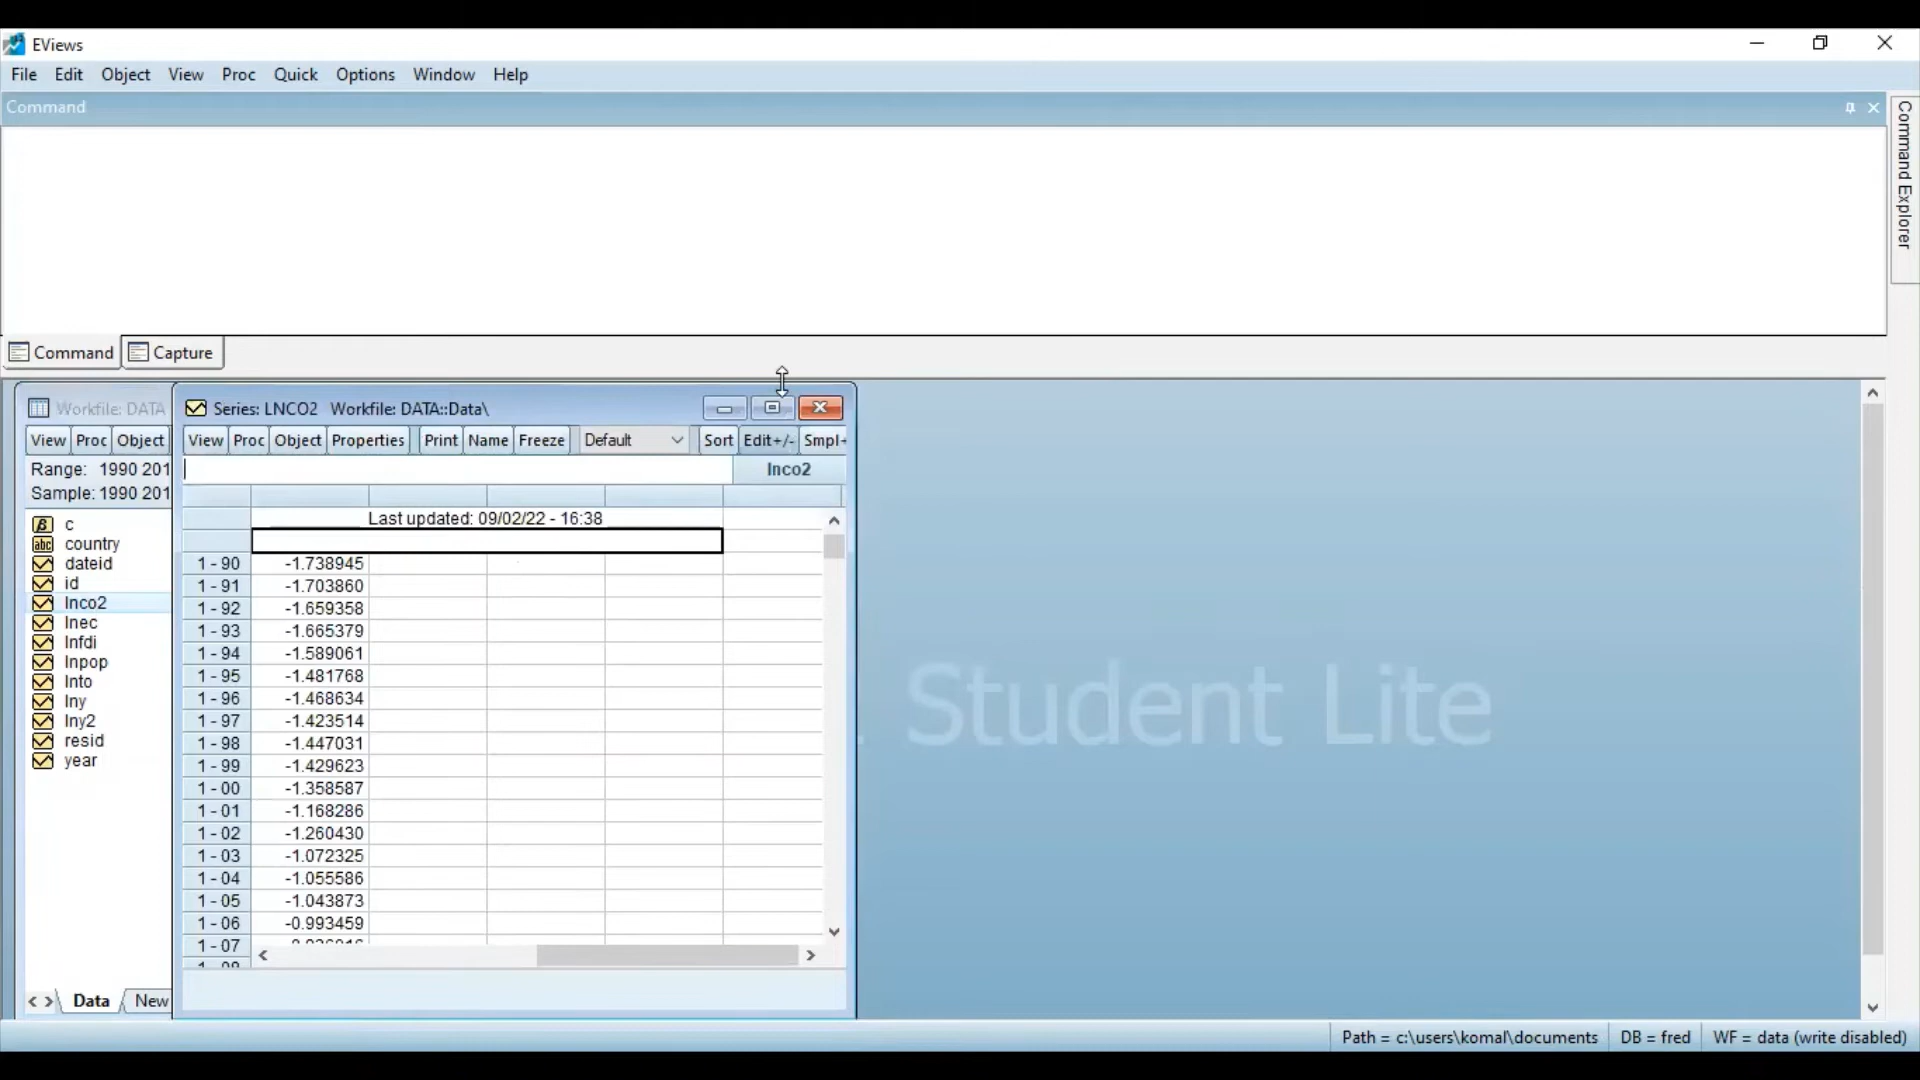 EViews
File Edit Object View Proc Quick Options Window Help
Command
Command Explorer
Command Capture
Workfile: DATA
View Proc Object
Range: 1990 201
Sample: 1990 201
c
country
dateid
id
lnco2
lnec
lnfdi
lnpop
lnto
lny
lny2
resid
year
Data New
Series: LNCO2 Workfile: DATA::Data\
View Proc Object Properties Print Name Freeze Default Sort Edit+/- Smpl+
lnco2
Last updated: 09/02/22 - 16:38
1 - 90 -1.738945
1 - 91 -1.703860
1 - 92 -1.659358
1 - 93 -1.665379
1 - 94 -1.589061
1 - 95 -1.481768
1 - 96 -1.468634
1 - 97 -1.423514
1 - 98 -1.447031
1 - 99 -1.429623
1 - 00 -1.358587
1 - 01 -1.168286
1 - 02 -1.260430
1 - 03 -1.072325
1 - 04 -1.055586
1 - 05 -1.043873
1 - 06 -0.993459
1 - 07
Student Lite
Path = c:\users\komal\documents DB = fred WF = data (write disabled)